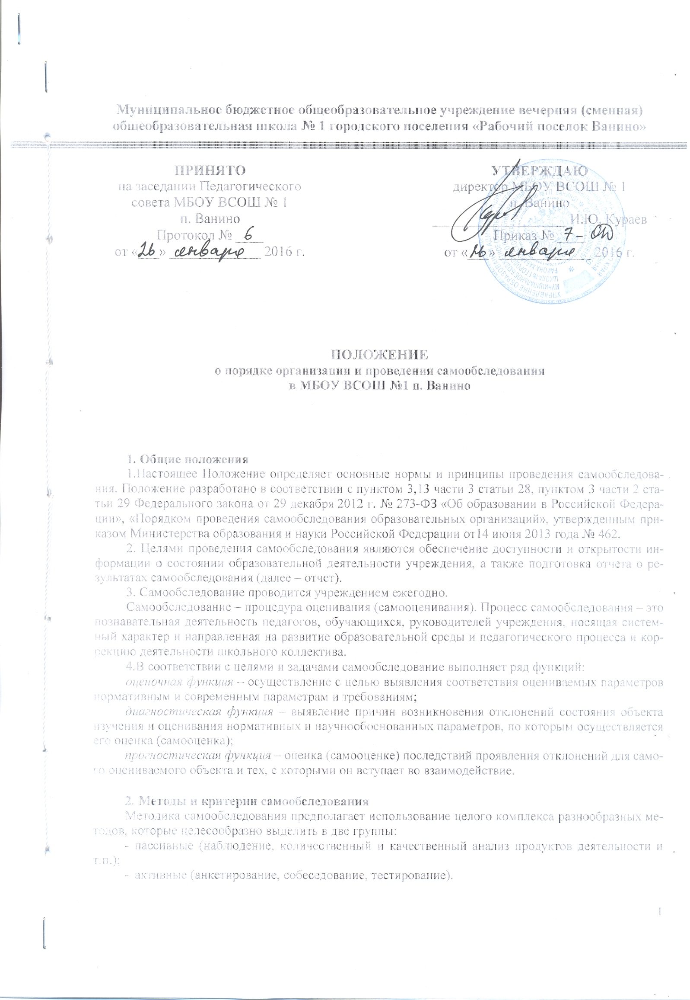 Муниципальное бюджетное общеобразовательное учреждение вечерняя (сменная)
общеобразовательная школа № 1 городского поселения «Рабочий поселок Ванино»
ПРИНЯТО
на заседании Педагогического
совета МБОУ ВСОШ № 1
п. Ванино
Протокол № 6
от «26» января 2016 г.
УТВЕРЖДАЮ
директор МБОУ ВСОШ № 1
п. Ванино
И.Ю. Кураев
Приказ № 7 – ОД
от «26» января 2016 г.
ПОЛОЖЕНИЕ
о порядке организации и проведения самообследования
в МБОУ ВСОШ №1 п. Ванино
1. Общие положения
1.Настоящее Положение определяет основные нормы и принципы проведения самообследова-
ния. Положение разработано в соответствии с пунктом 3,13 части 3 статьи 28, пунктом 3 части 2 ста-
тьи 29 Федерального закона от 29 декабря 2012 г. № 273-ФЗ «Об образовании в Российской Федера-
ции», «Порядком проведения самообследования образовательных организаций», утвержденным при-
казом Министерства образования и науки Российской Федерации от14 июня 2013 года № 462.
2. Целями проведения самообследования являются обеспечение доступности и открытости ин-
формации о состоянии образовательной деятельности учреждения, а также подготовка отчета о ре-
зультатах самообследования (далее – отчет).
3. Самообследование проводится учреждением ежегодно.
Самообследование – процедура оценивания (самооценивания). Процесс самообследования – это
познавательная деятельность педагогов, обучающихся, руководителей учреждения, носящая систем-
ный характер и направленная на развитие образовательной среды и педагогического процесса и кор-
рекцию деятельности школьного коллектива.
4.В соответствии с целями и задачами самообследование выполняет ряд функций:
оценочная функция – осуществление с целью выявления соответствия оцениваемых параметров
нормативным и современным параметрам и требованиям;
диагностическая функция – выявление причин возникновения отклонений состояния объекта
изучения и оценивания нормативных и научнообоснованных параметров, по которым осуществляется
его оценка (самооценка);
прогностическая функция – оценка (самооценке) последствий проявления отклонений для само-
го оцениваемого объекта и тех, с которыми он вступает во взаимодействие.
2. Методы и критерии самообследования
Методика самообследования предполагает использование целого комплекса разнообразных ме-
тодов, которые целесообразно выделить в две группы:
- пассивные (наблюдение, количественный и качественный анализ продуктов деятельности и
т.п.);
- активные (анкетирование, собеседование, тестирование).
1